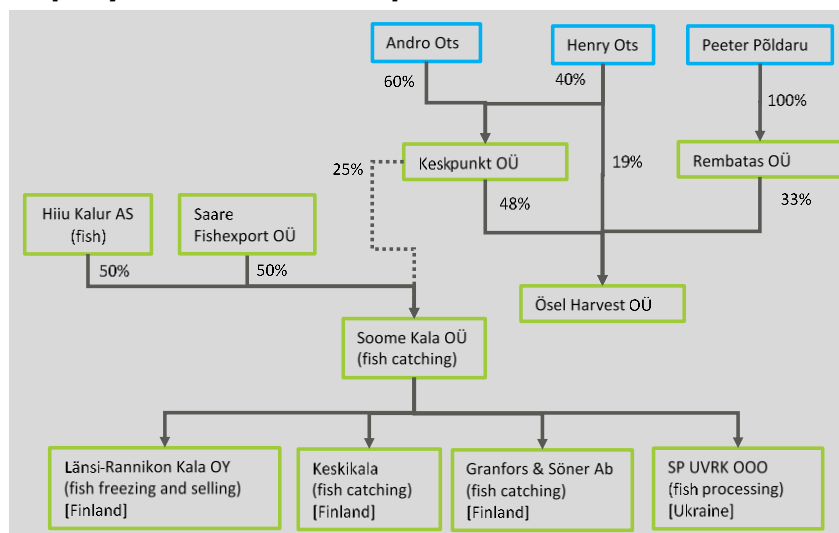 Andro Ots
Henry Ots
Peeter Põldaru
60%
40%
100%
25%
Keskpunkt OÜ
19%
Rembatas OÜ
48%
33%
Hiiu Kalur AS
(fish)
Saare
Fishexport OÜ
50%
50%
Ösel Harvest OÜ
Soome Kala OÜ
(fish catching)
Länsi-Rannikon Kala OY
(fish freezing and selling)
[Finland]
Keskikala
(fish catching)
[Finland]
Granfors & Söner Ab
(fish catching)
[Finland]
SP UVRK OOO
(fish processing)
[Ukraine]